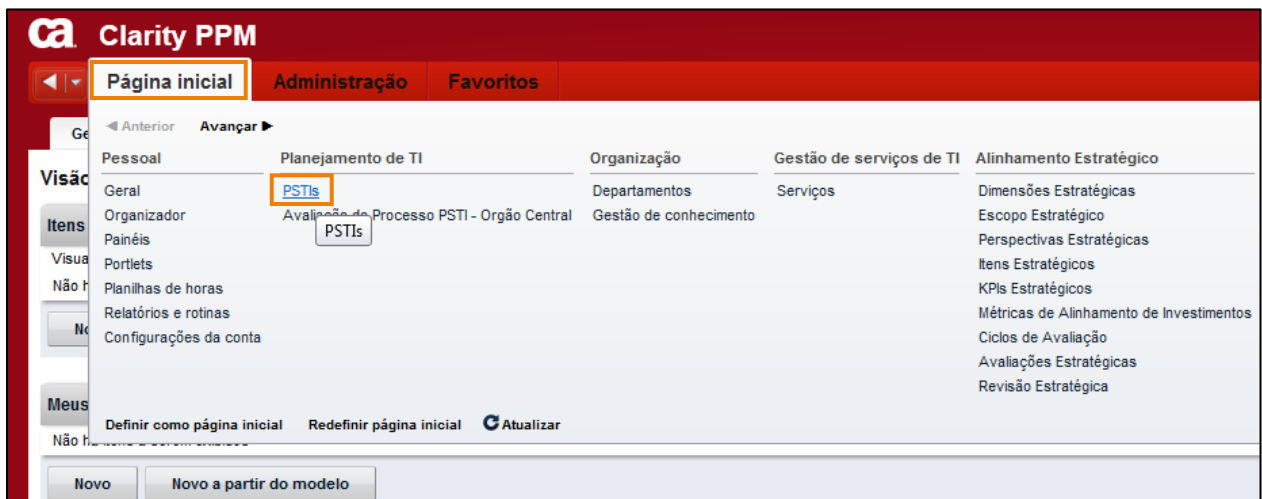 ca Clarity PPM
Página inicial Administração Favoritos
Anterior Avançar
Ge
Visão
Itens
Visua
Não h
No
Meus
Não h
Pessoal
Geral
Organizador
Painéis
Portlets
Planilhas de horas
Relatórios e rotinas
Configurações da conta
Planejamento de TI
PSTIs
Avaliação do Processo PSTI - Orgão Central
PSTIs
Organização
Departamentos
Gestão de conhecimento
Gestão de serviços de TI
Serviços
Alinhamento Estratégico
Dimensões Estratégicas
Escopo Estratégico
Perspectivas Estratégicas
Itens Estratégicos
KPIs Estratégicos
Métricas de Alinhamento de Investimentos
Ciclos de Avaliação
Avaliações Estratégicas
Revisão Estratégica
Definir como página inicial Redefinir página inicial Atualizar
Novo Novo a partir do modelo